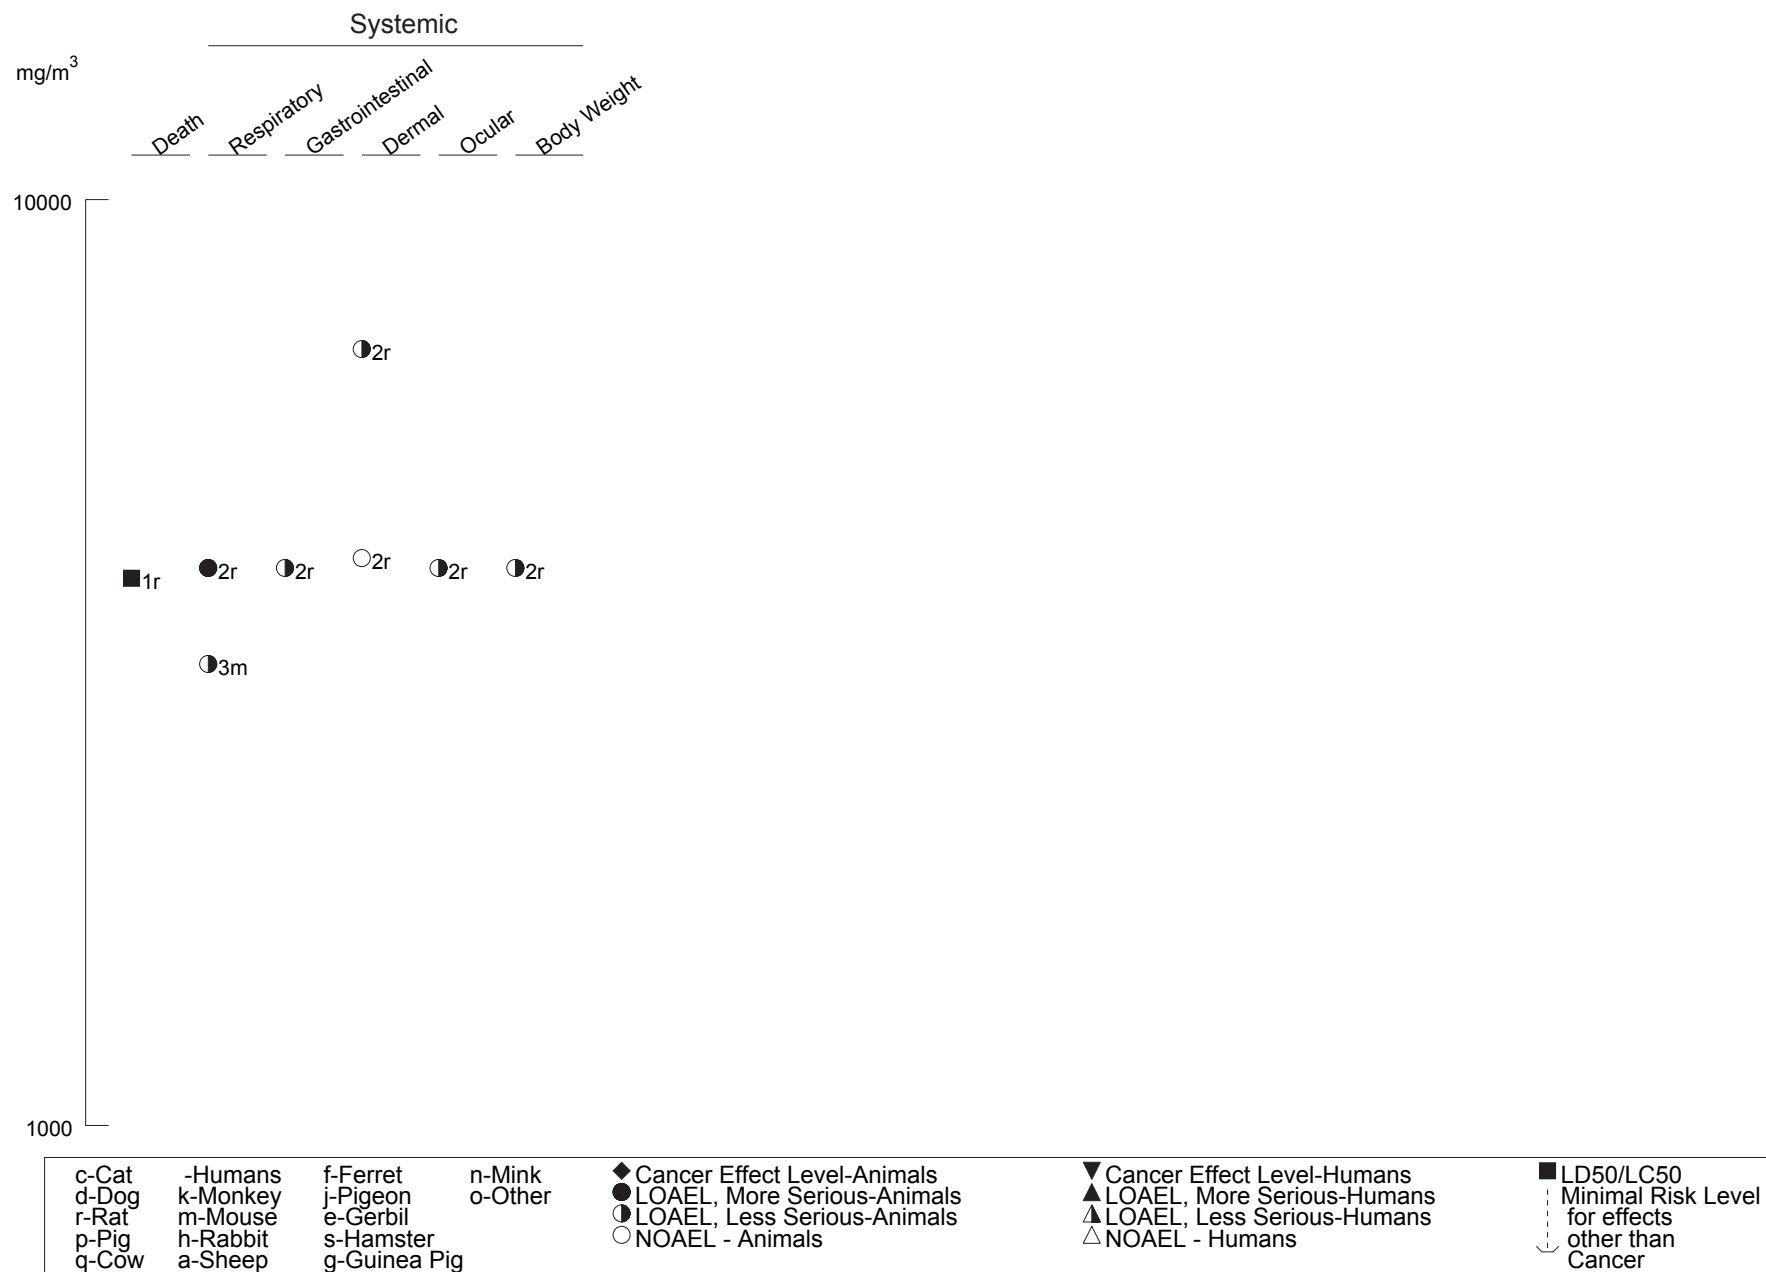 Systemic
mg/m3
Death Respiratory Gastrointestinal Dermal Ocular Body Weight
10000
2r
2r
1r 2r 2r 2r 2r
3m
1000
c-Cat -Humans f-Ferret n-Mink Cancer Effect Level-Animals Cancer Effect Level-Humans LD50/LC50
d-Dog k-Monkey j-Pigeon o-Other LOAEL, More Serious-Animals LOAEL, More Serious-Humans Minimal Risk Level
r-Rat m-Mouse e-Gerbil LOAEL, Less Serious-Animals LOAEL, Less Serious-Humans for effects
p-Pig h-Rabbit s-Hamster NOAEL - Animals NOAEL - Humans other than
q-Cow a-Sheep g-Guinea Pig Cancer